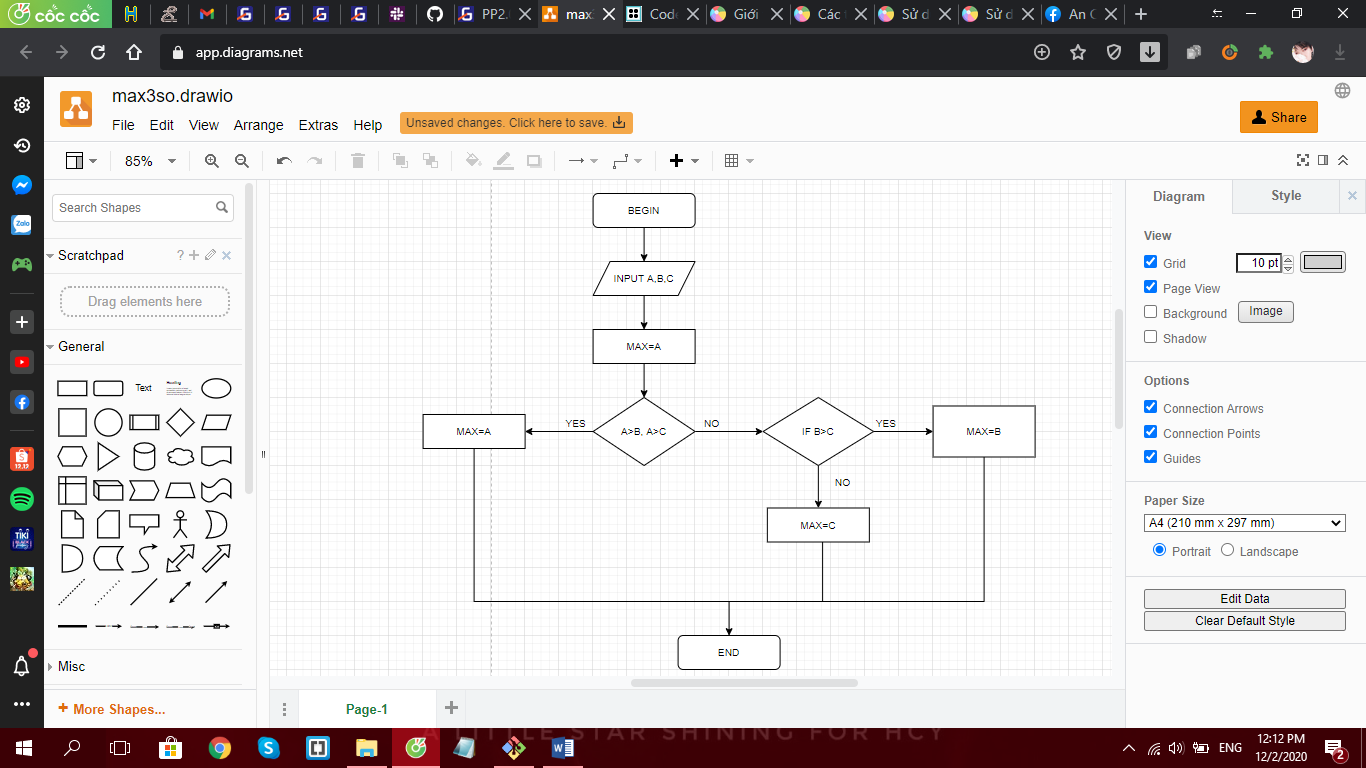 CỐC CỐC
PP2.
max
Code
Giới
Các
Sử d
Sử d
An
app.diagrams.net
max3so.drawio
File Edit View Arrange Extras Help
Unsaved changes. Click here to save.
Share
85%
Search Shapes
Scratchpad
?
Drag elements here
General
Text
Heading
Misc
+ More Shapes...
BEGIN
INPUT A,B,C
MAX=A
MAX=A
YES
A>B, A>C
NO
IF B>C
YES
MAX=B
NO
MAX=C
END
Page-1
Diagram
Style
View
Grid
10 pt
Page View
Background
Image
Shadow
Options
Connection Arrows
Connection Points
Guides
Paper Size
A4 (210 mm x 297 mm)
Portrait
Landscape
Edit Data
Clear Default Style
Zalo
12.12
TIKI
A LITTLE STAR SHINING FOR HCY
ENG
12:12 PM
12/2/2020
2